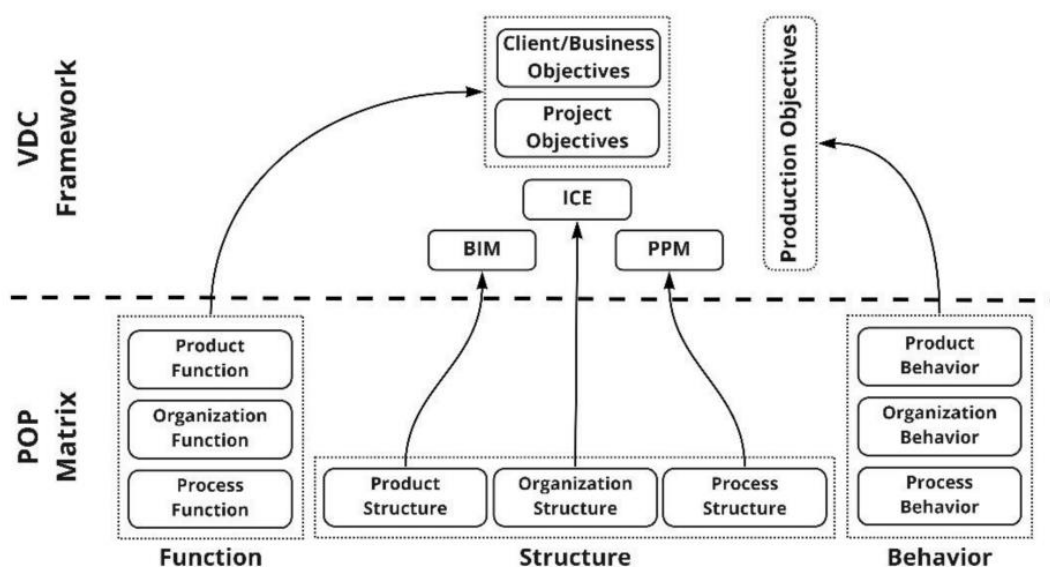 VDC
Framework
Client/Business
Objectives
Project
Objectives
Production Objectives
ICE
BIM
PPM
POP
Matrix
Product
Function
Organization
Function
Process
Function
Product
Structure
Organization
Structure
Process
Structure
Product
Behavior
Organization
Behavior
Process
Behavior
Function
Structure
Behavior